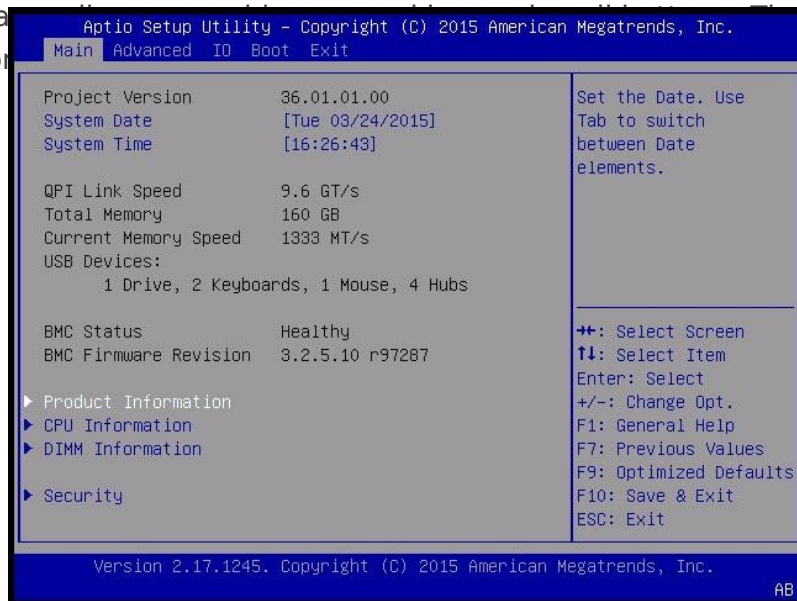 Aptio Setup Utility – Copyright (C) 2015 American Megatrends, Inc.
Main Advanced IO Boot Exit
Project Version 36.01.01.00
System Date [Tue 03/24/2015]
System Time [16:26:43]
QPI Link Speed 9.6 GT/s
Total Memory 160 GB
Current Memory Speed 1333 MT/s
USB Devices:
1 Drive, 2 Keyboards, 1 Mouse, 4 Hubs
BMC Status Healthy
BMC Firmware Revision 3.2.5.10 r97287
▶ Product Information
▶ CPU Information
▶ DIMM Information
▶ Security
Set the Date. Use
Tab to switch
between Date
elements.
→←: Select Screen
↑↓: Select Item
Enter: Select
+/-: Change Opt.
F1: General Help
F7: Previous Values
F9: Optimized Defaults
F10: Save & Exit
ESC: Exit
Version 2.17.1245. Copyright (C) 2015 American Megatrends, Inc.
AB